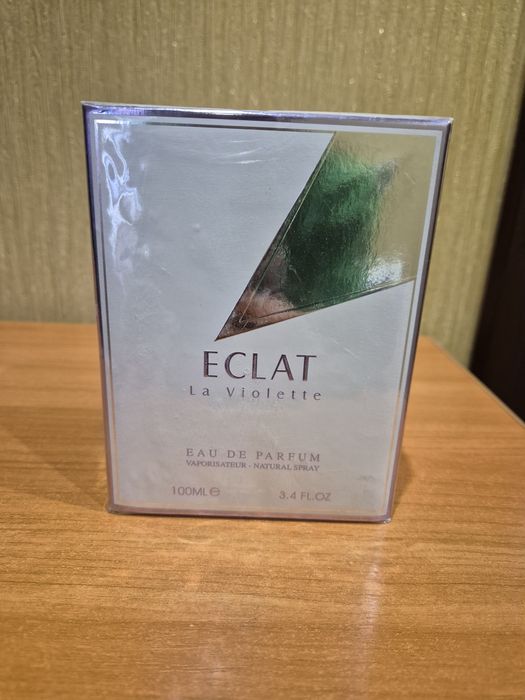 ECLAT
La Violette
EAU DE PARFUM
VAPORISATEUR - NATURAL SPRAY
100ML ℮ 3.4 FL.OZ